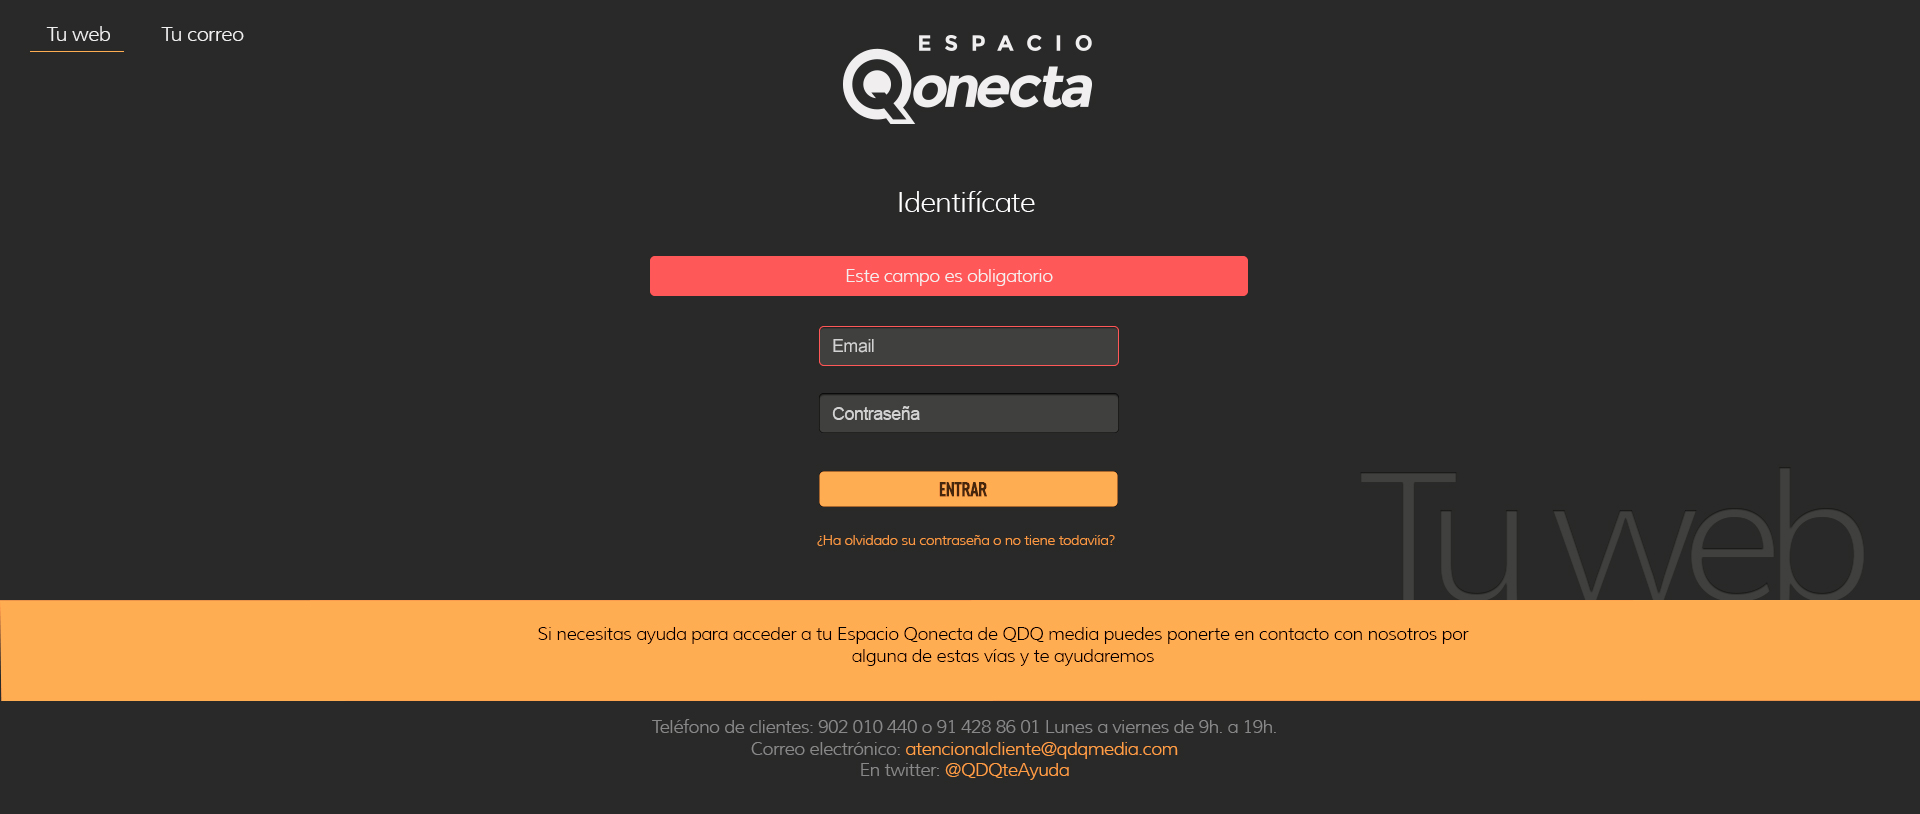 Tu web
Tu correo
ESPACIO
Qonecta
Identifícate
Este campo es obligatorio
Email
Contraseña
ENTRAR
¿Ha olvidado su contraseña o no tiene todaviía?
Tu web
Si necesitas ayuda para acceder a tu Espacio Qonecta de QDQ media puedes ponerte en contacto con nosotros por
alguna de estas vías y te ayudaremos
Teléfono de clientes: 902 010 440 o 91 428 86 01 Lunes a viernes de 9h. a 19h.
Correo electrónico: atencionalcliente@qdqmedia.com
En twitter: @QDQteAyuda